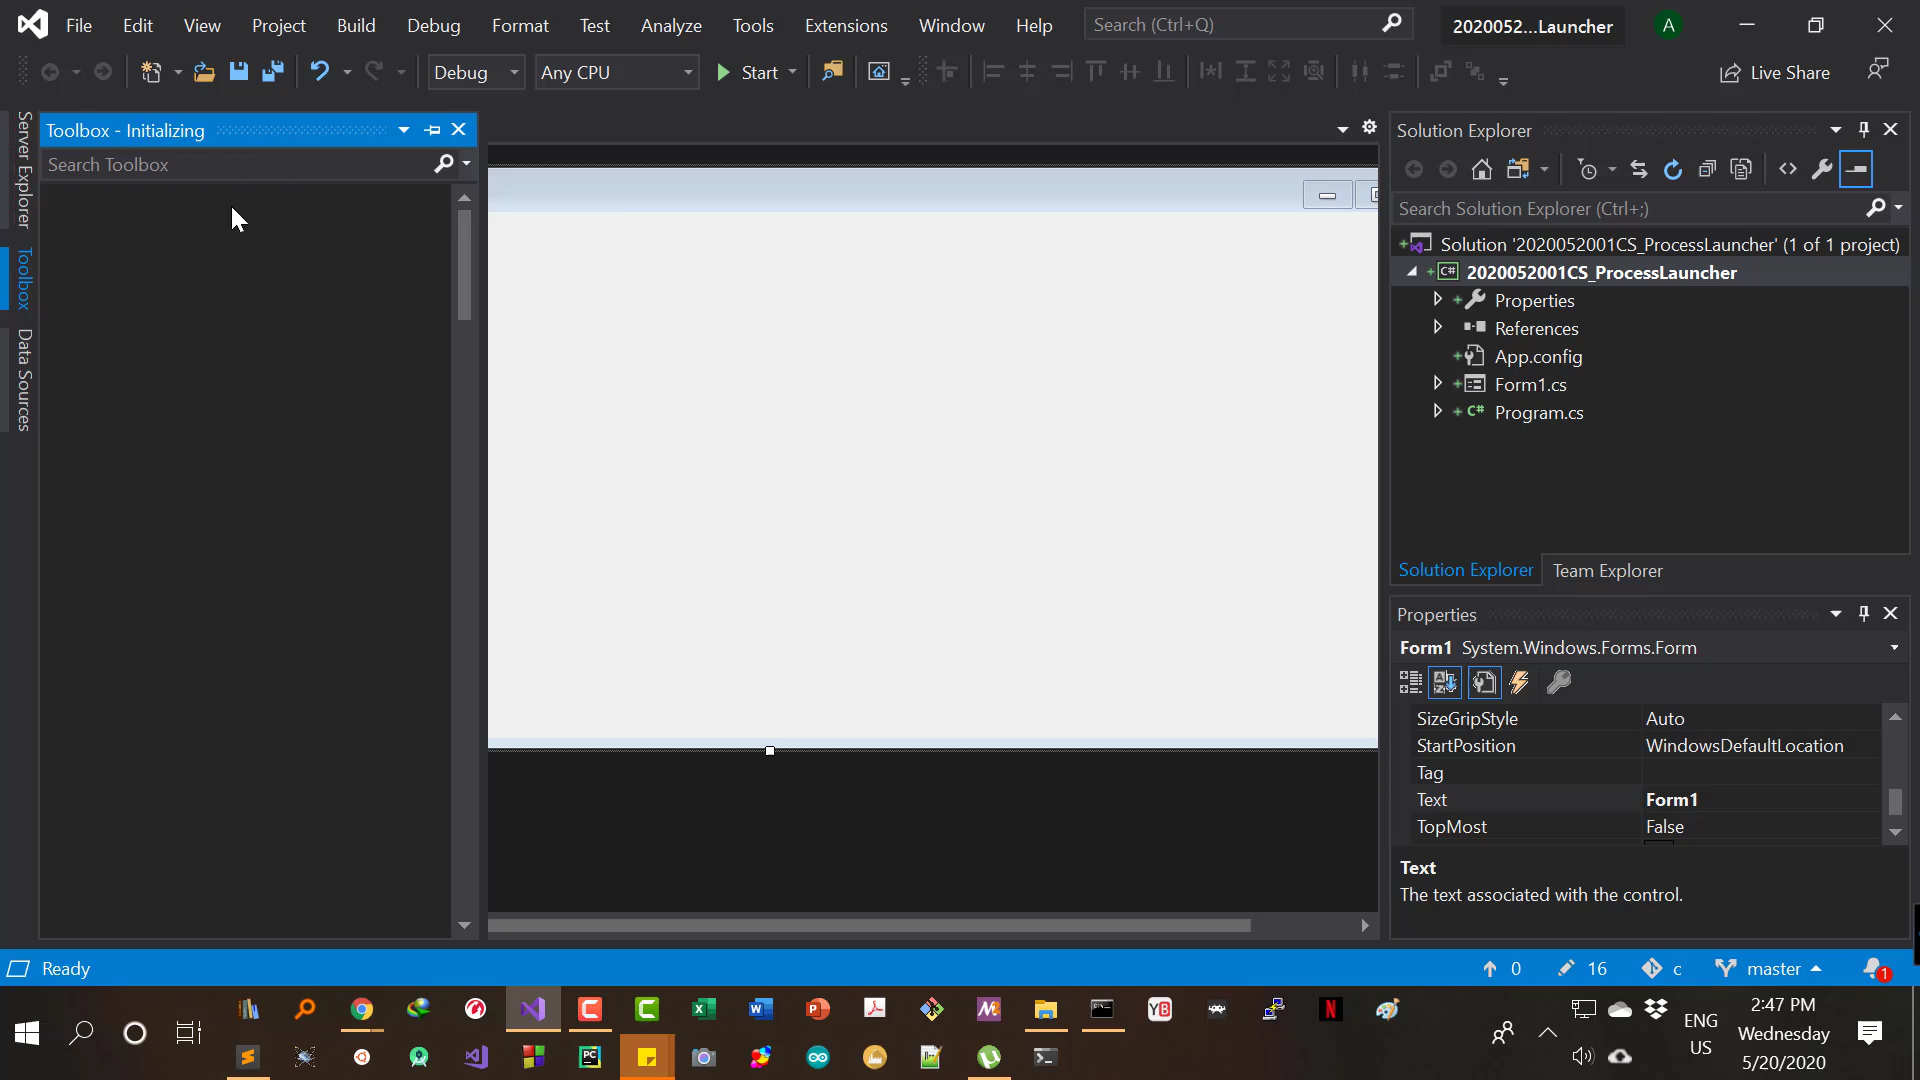 File Edit View Project Build Debug Format Test Analyze Tools Extensions Window Help Search (Ctrl+Q) 2020052...Launcher A
Debug Any CPU Start Live Share
Server Explorer
Toolbox
Data Sources
Toolbox - Initializing
Search Toolbox
Solution Explorer
Search Solution Explorer (Ctrl+;)
Solution '2020052001CS_ProcessLauncher' (1 of 1 project)
C# 2020052001CS_ProcessLauncher
Properties
References
App.config
Form1.cs
C# Program.cs
Solution Explorer Team Explorer
Properties
Form1 System.Windows.Forms.Form
SizeGripStyle Auto
StartPosition WindowsDefaultLocation
Tag
Text Form1
TopMost False
Text
The text associated with the control.
Ready 0 16 c master 1
ENG
US
2:47 PM
Wednesday
5/20/2020